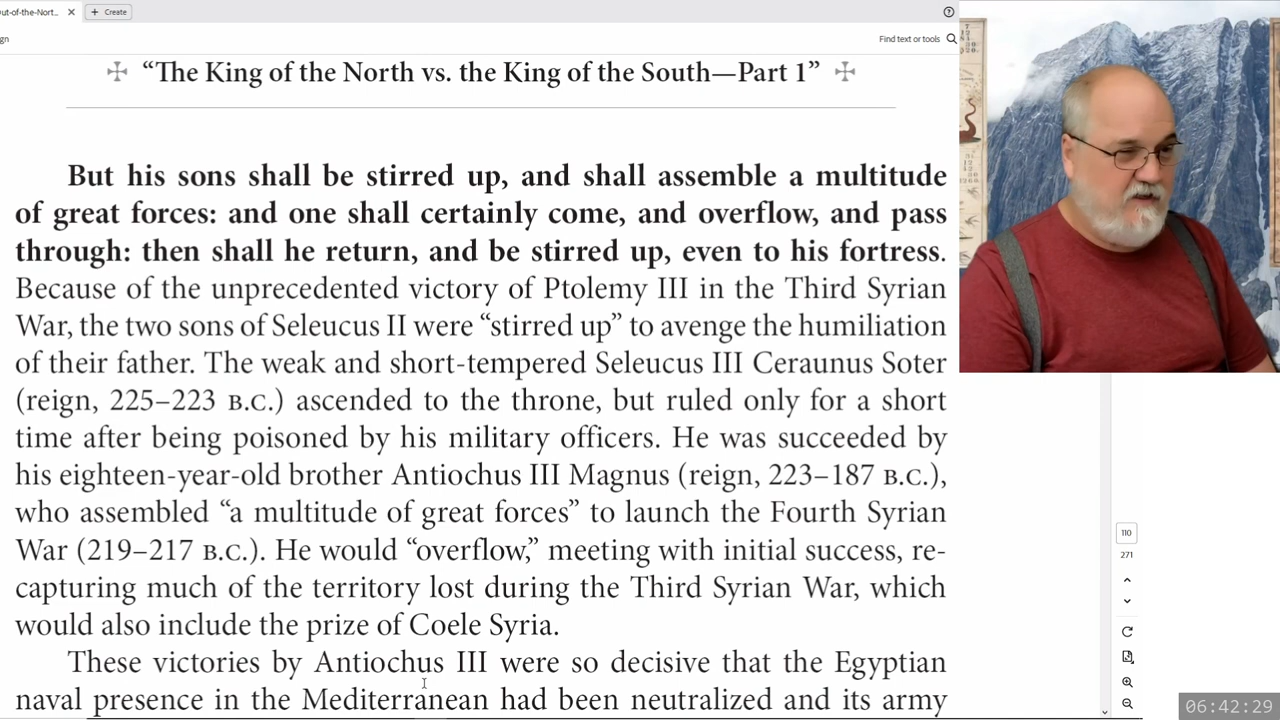 ut-of-the-Nort...
+ Create
gn
Find text or tools
“The King of the North vs. the King of the South—Part 1”
But his sons shall be stirred up, and shall assemble a multitude
of great forces: and one shall certainly come, and overflow, and pass
through: then shall he return, and be stirred up, even to his fortress.
Because of the unprecedented victory of Ptolemy III in the Third Syrian
War, the two sons of Seleucus II were “stirred up” to avenge the humiliation
of their father. The weak and short-tempered Seleucus III Ceraunus Soter
(reign, 225–223 B.C.) ascended to the throne, but ruled only for a short
time after being poisoned by his military officers. He was succeeded by
his eighteen-year-old brother Antiochus III Magnus (reign, 223–187 B.C.),
who assembled “a multitude of great forces” to launch the Fourth Syrian
War (219–217 B.C.). He would “overflow,” meeting with initial success, re-
capturing much of the territory lost during the Third Syrian War, which
would also include the prize of Coele Syria.
These victories by Antiochus III were so decisive that the Egyptian
naval presence in the Mediterranean had been neutralized and its army
110
271
06:42:29